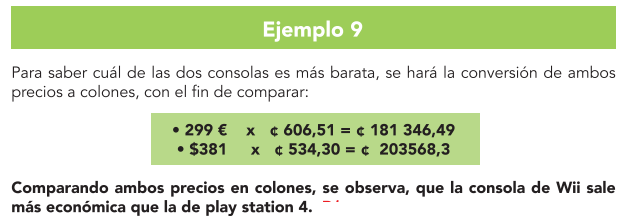 Ejemplo 9
Para saber cuál de las dos consolas es más barata, se hará la conversión de ambos
precios a colones, con el fin de comparar:
• 299 € x ¢ 606,51 = ¢ 181 346,49
• $381 x ¢ 534,30 = ¢ 203568,3
Comparando ambos precios en colones, se observa, que la consola de Wii sale
más económica que la de play station 4.